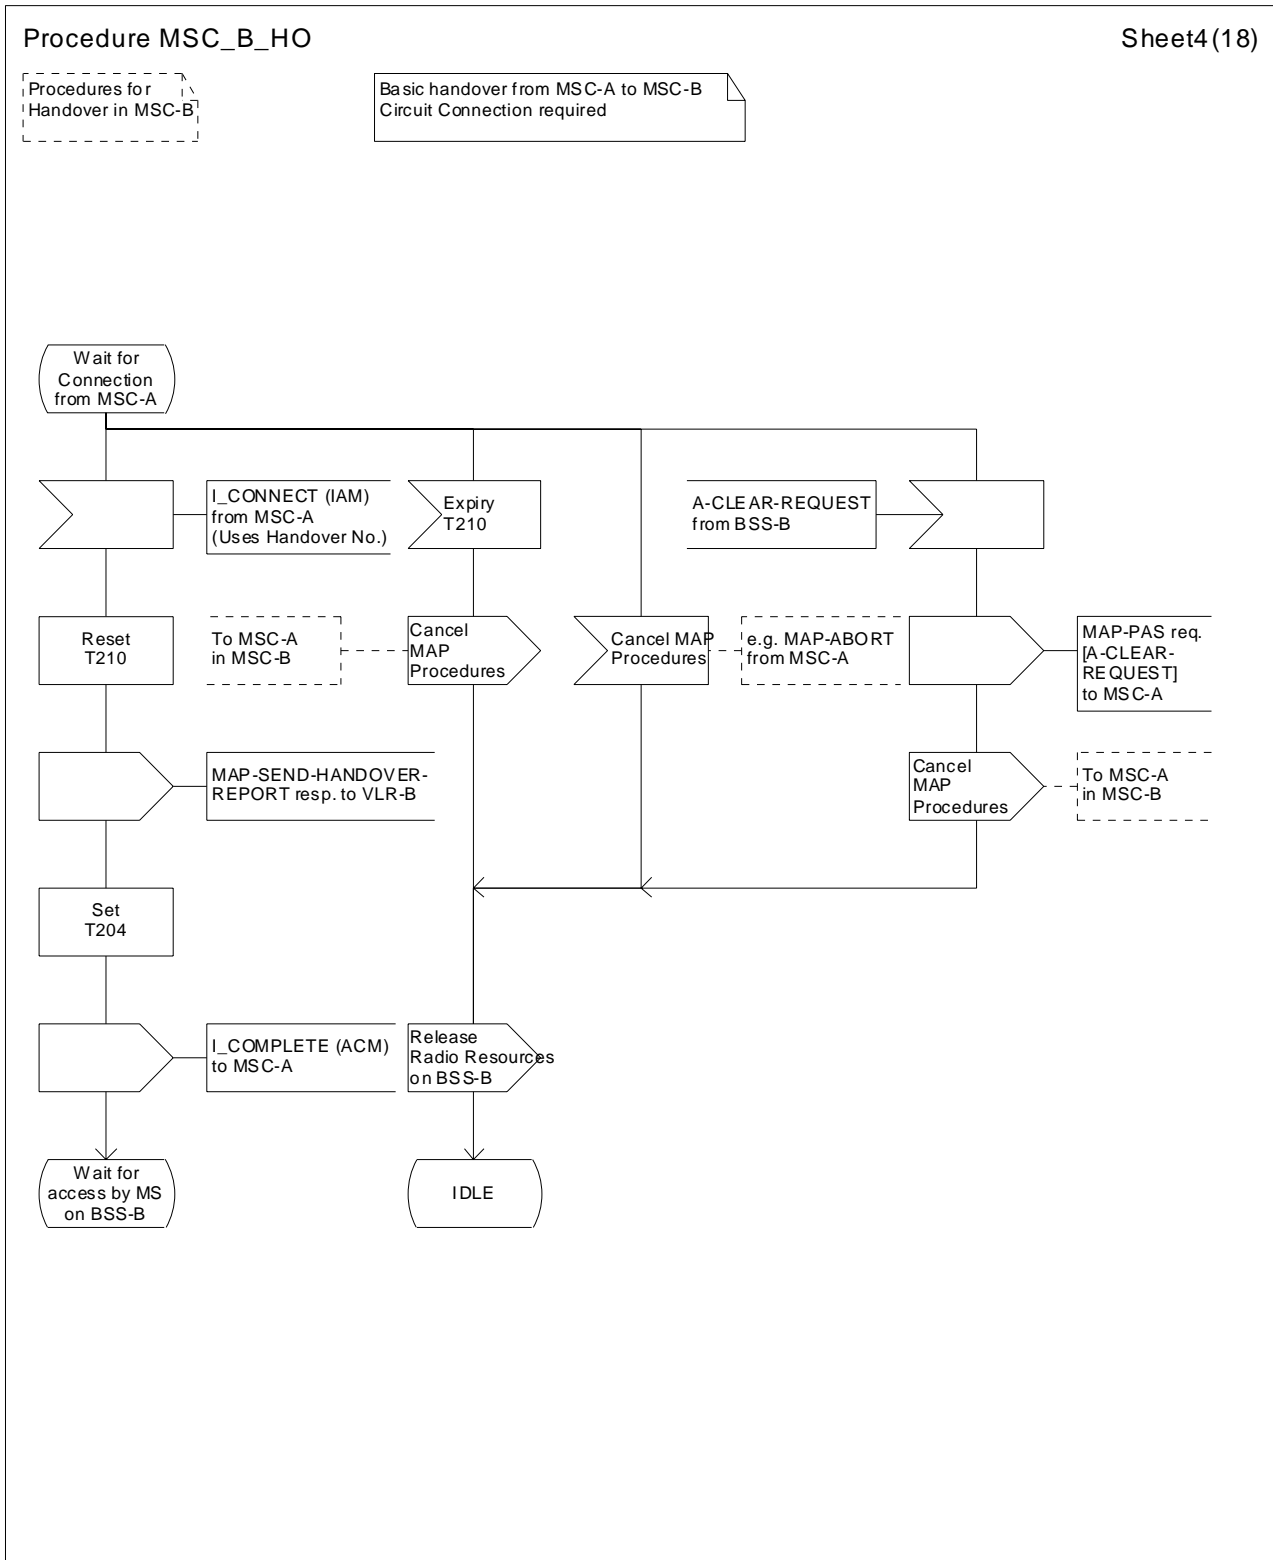 Procedure MSC_B_HO
Sheet4(18)
Procedures for
Handover in MSC-B
Basic handover from MSC-A to MSC-B
Circuit Connection required
Wait for
Connection
from MSC-A
I_CONNECT (IAM)
from MSC-A
(Uses Handover No.)
Expiry
T210
A-CLEAR-REQUEST
from BSS-B
Reset
T210
To MSC-A
in MSC-B
Cancel
MAP
Procedures
Cancel MAP
Procedures
e.g. MAP-ABORT
from MSC-A
MAP-PAS req.
[A-CLEAR-
REQUEST]
to MSC-A
MAP-SEND-HANDOVER-
REPORT resp. to VLR-B
Cancel
MAP
Procedures
To MSC-A
in MSC-B
Set
T204
I_COMPLETE (ACM)
to MSC-A
Release
Radio Resources
on BSS-B
Wait for
access by MS
on BSS-B
IDLE